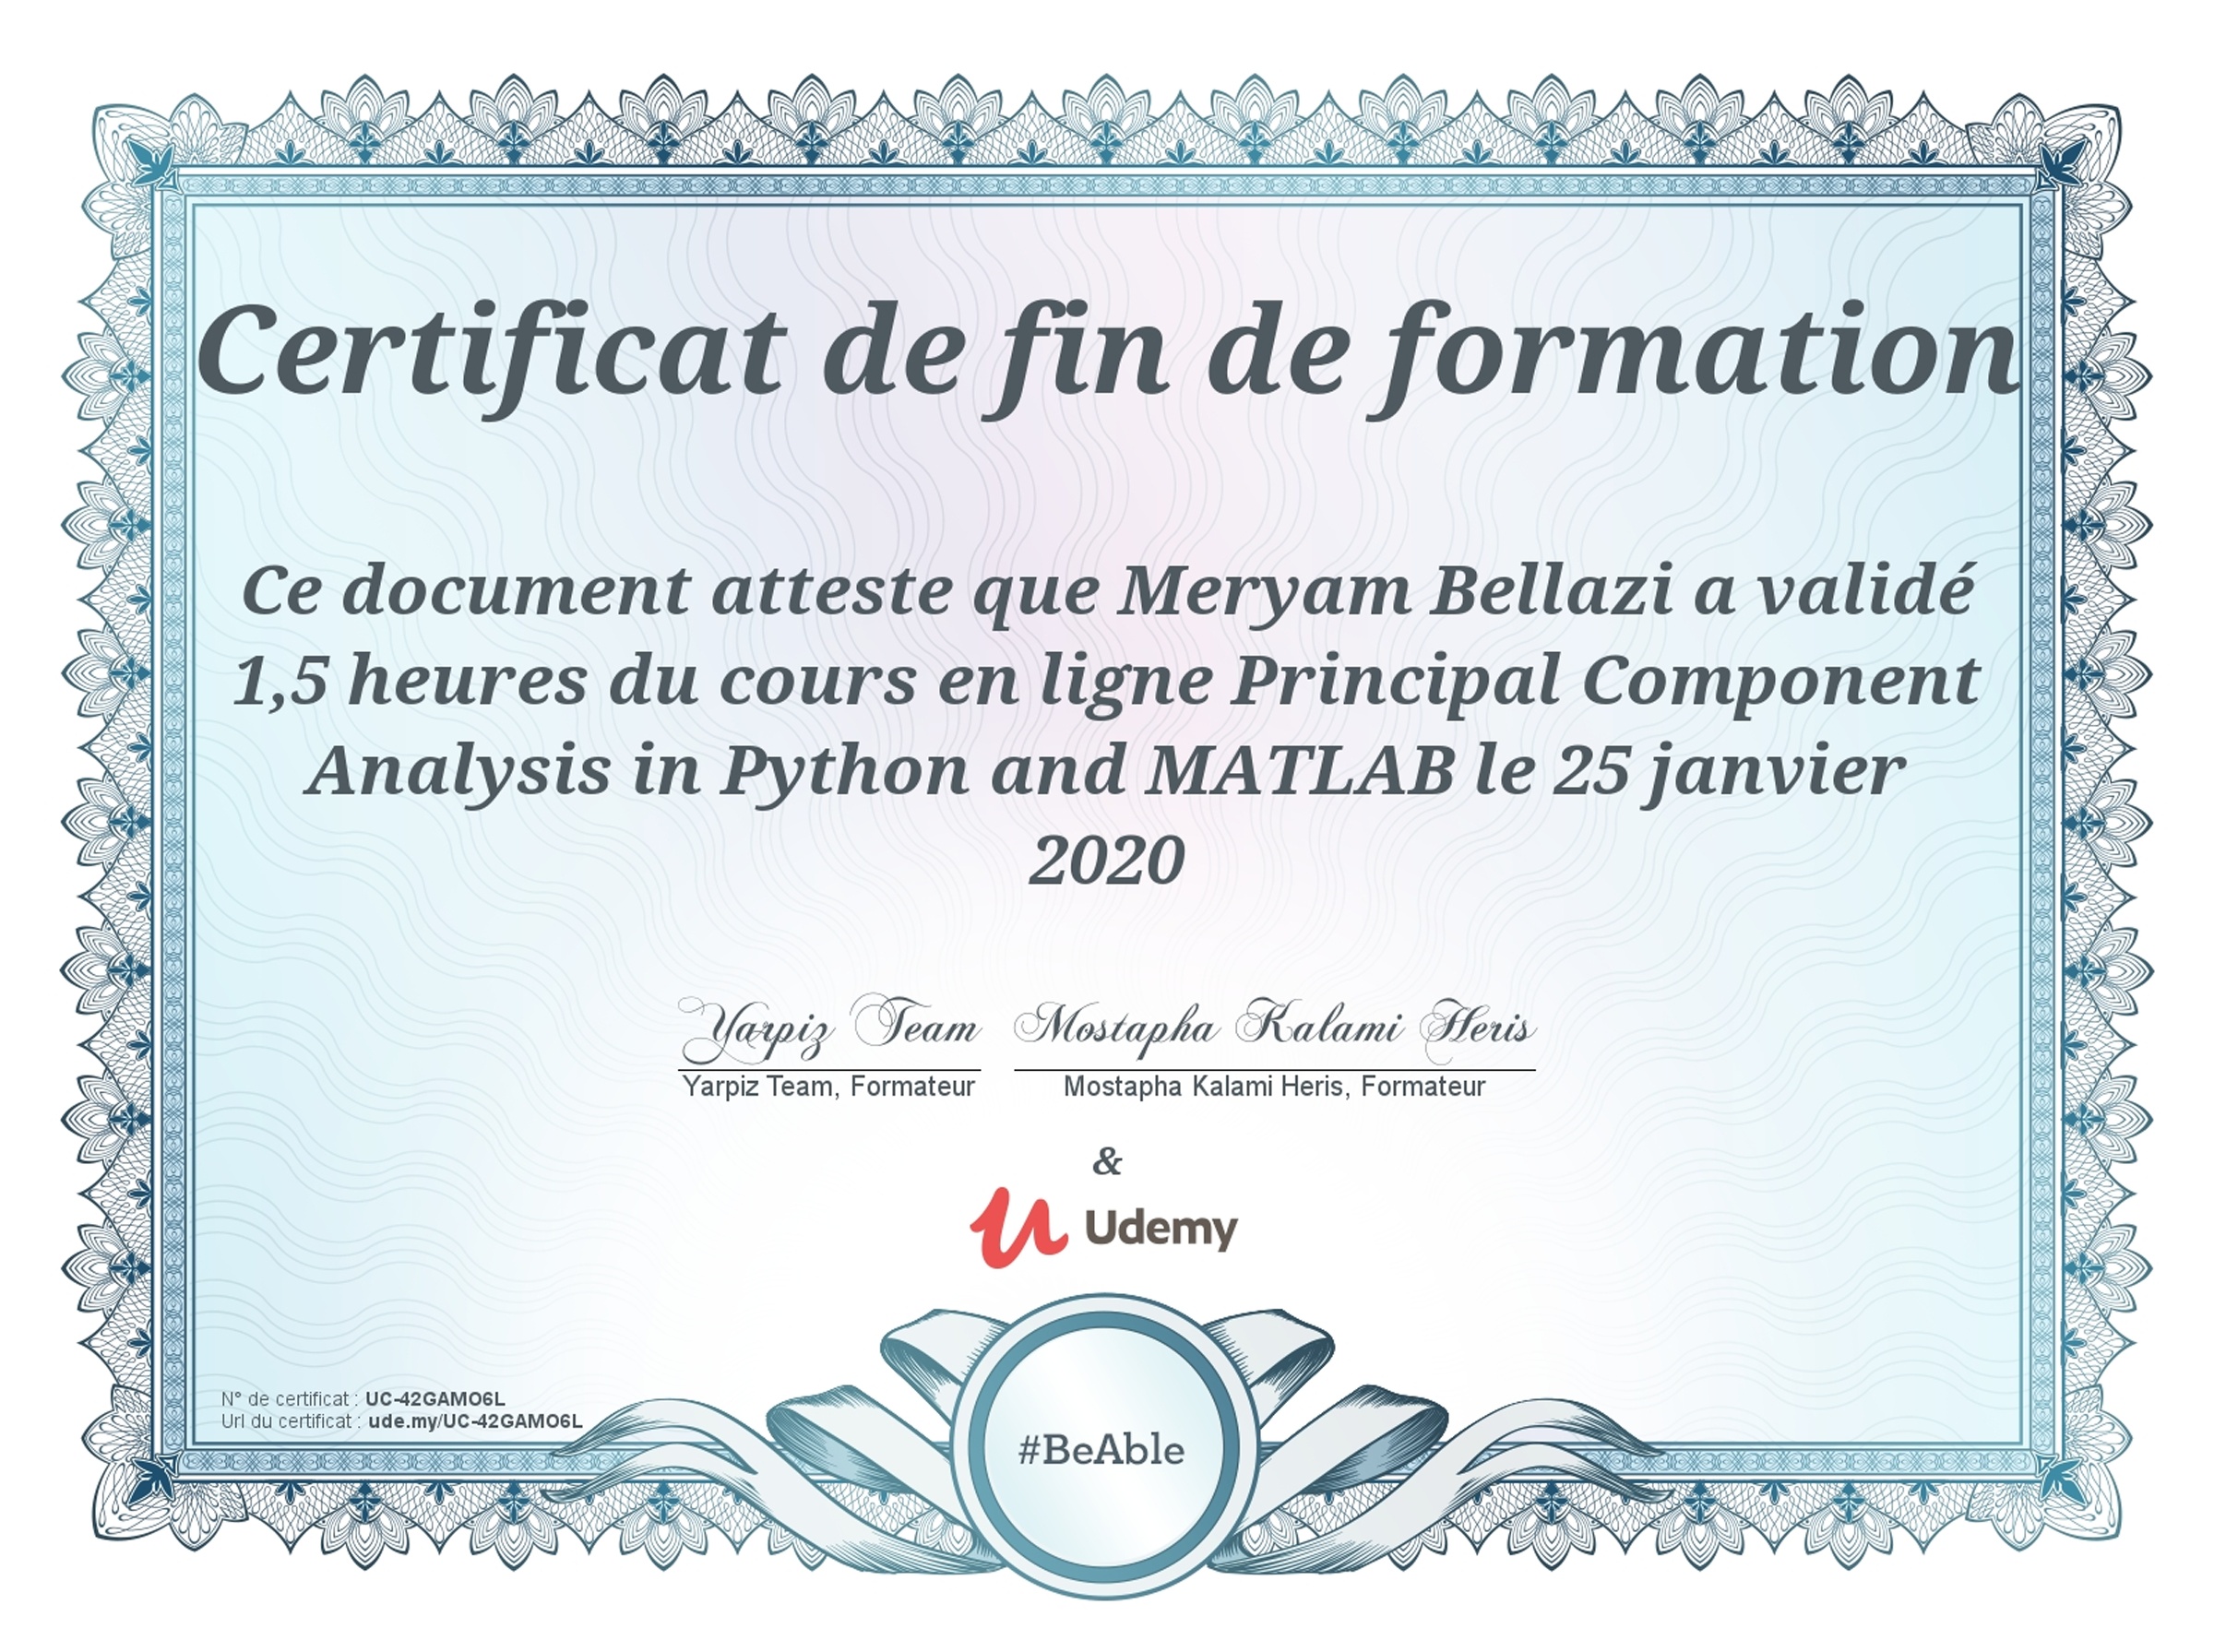 Certificat de fin de formation
Ce document atteste que Meryam Bellazi a validé
1,5 heures du cours en ligne Principal Component
Analysis in Python and MATLAB le 25 janvier
2020
Yarpiz Team Mostapha Kalami Heris
Yarpiz Team, Formateur Mostapha Kalami Heris, Formateur
&
Udemy
N° de certificat : UC-42GAMO6L
Url du certificat : ude.my/UC-42GAMO6L
#BeAble